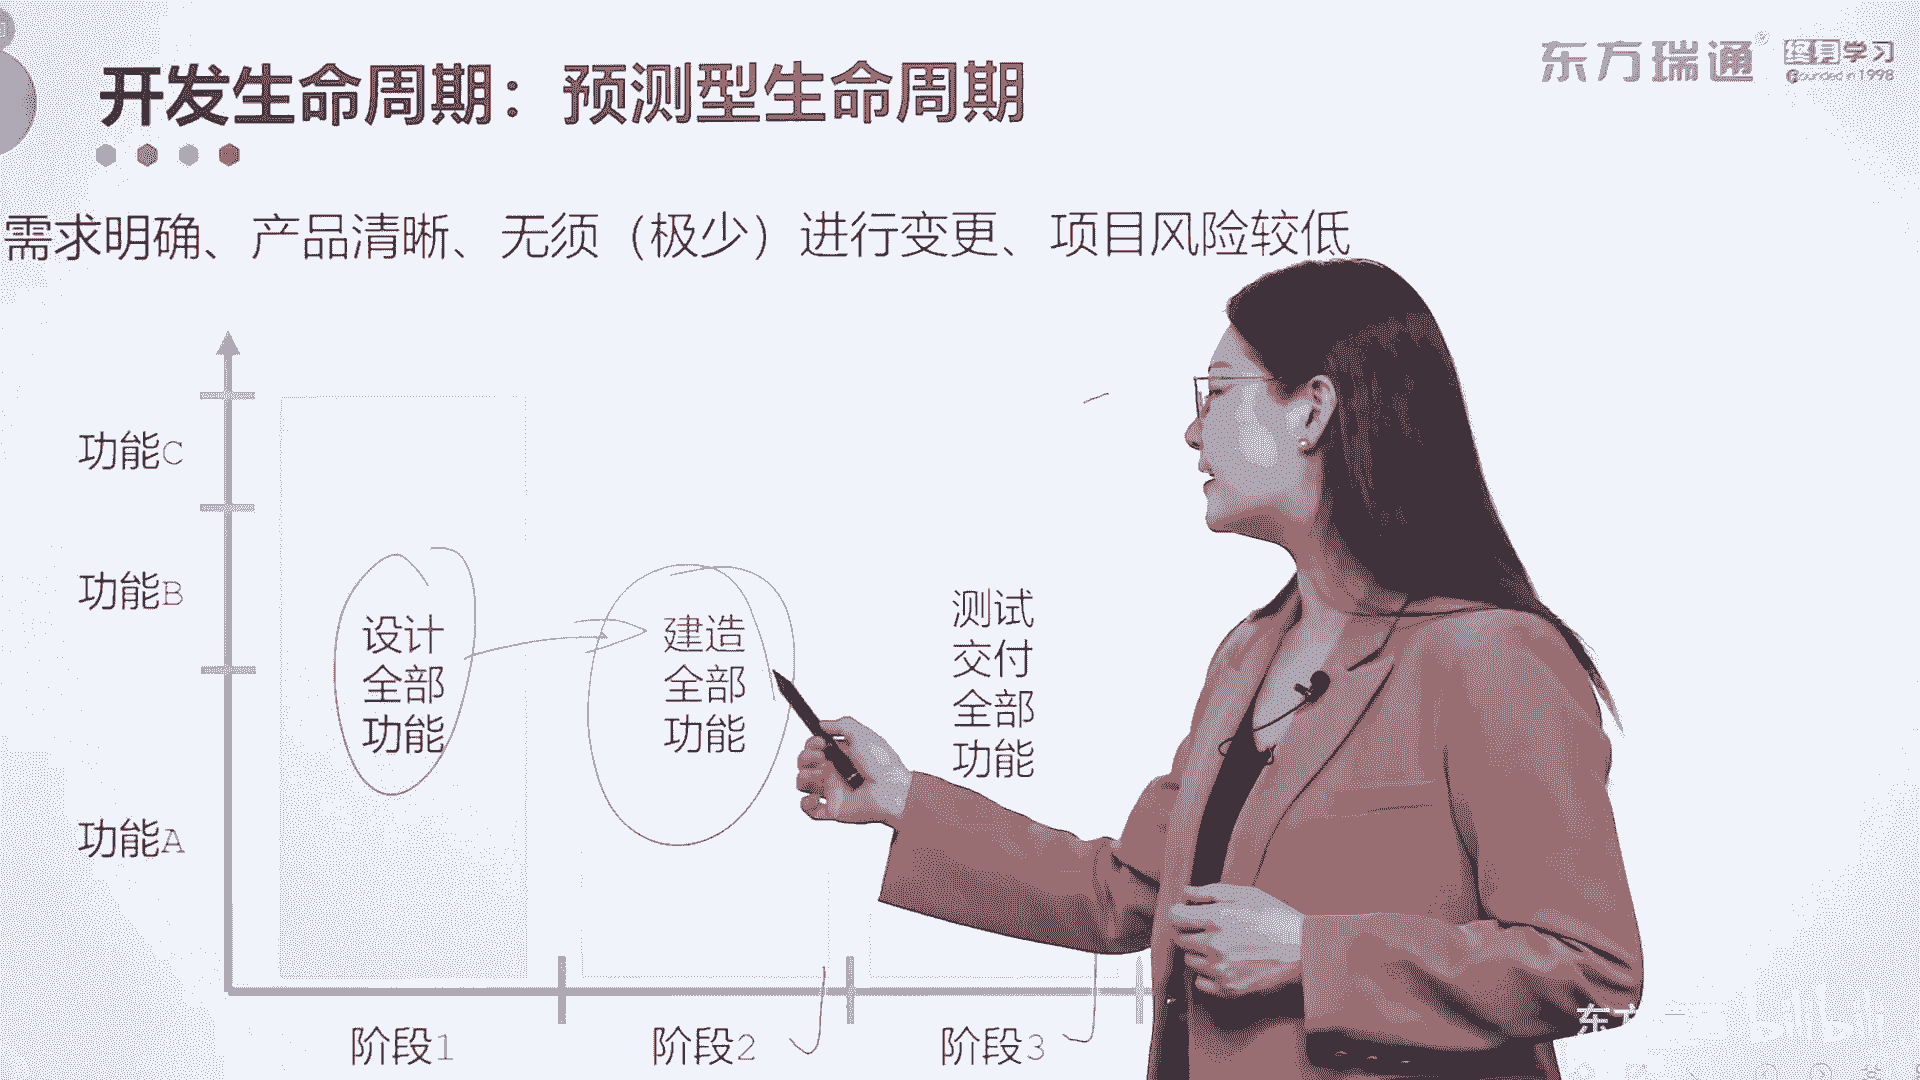 东方瑞通®
终身学习
Founded in 1998
开发生命周期：预测型生命周期
需求明确、产品清晰、无须（极少）进行变更、项目风险较低
功能C
功能B
功能A
设计
全部
功能
建造
全部
功能
测试
交付
全部
功能
阶段1
阶段2
阶段3
东方
bilibili